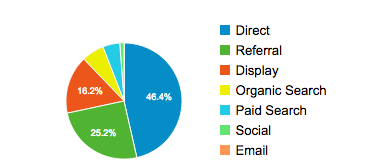 Direct
Referral
Display
Organic Search
Paid Search
Social
Email
46.4%
25.2%
16.2%